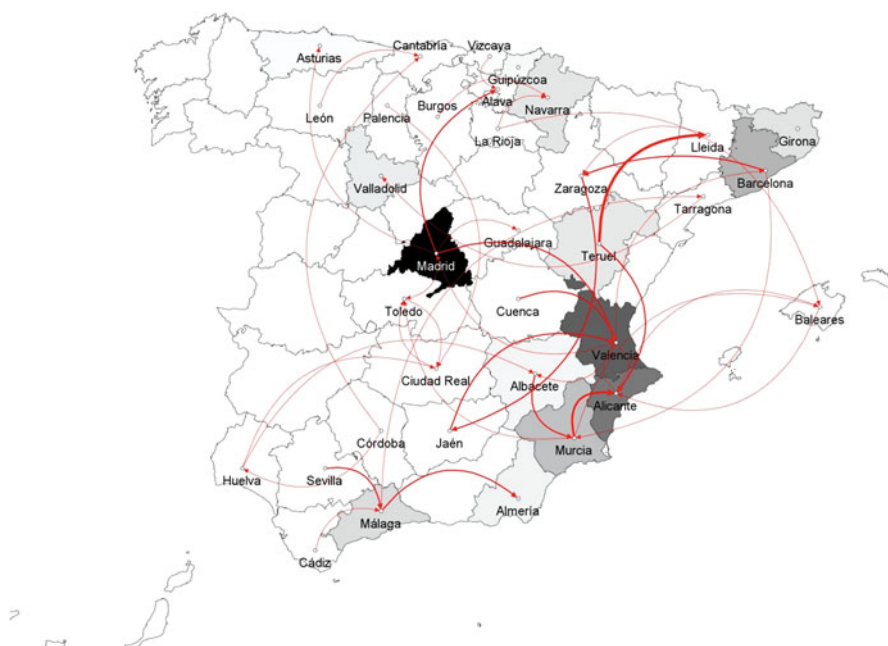 Vizcaya
Cantabria
Asturias
Guipúzcoa
Alava
Navarra
Burgos
León
Palencia
La Rioja
Lleida
Girona
Valladolid
Zaragoza
Barcelona
Tarragona
Guadalajara
Madrid
Teruel
Toledo
Cuenca
Baleares
Valencia
Ciudad Real
Albacete
Alicante
Córdoba
Jaén
Murcia
Huelva
Sevilla
Almería
Málaga
Cádiz